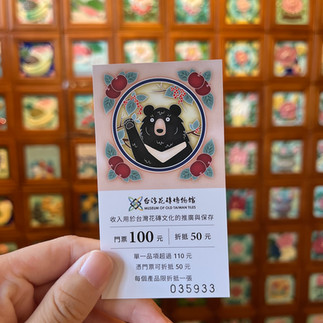 台灣花磚博物館
MUSEUM OF OLD TAIWAN TILES
收入用於台灣花磚文化的推廣與保存
門票 100 元 折抵 50 元
單一品項超過 110 元
憑門票可折抵 50 元
每個產品限折抵一張
035933